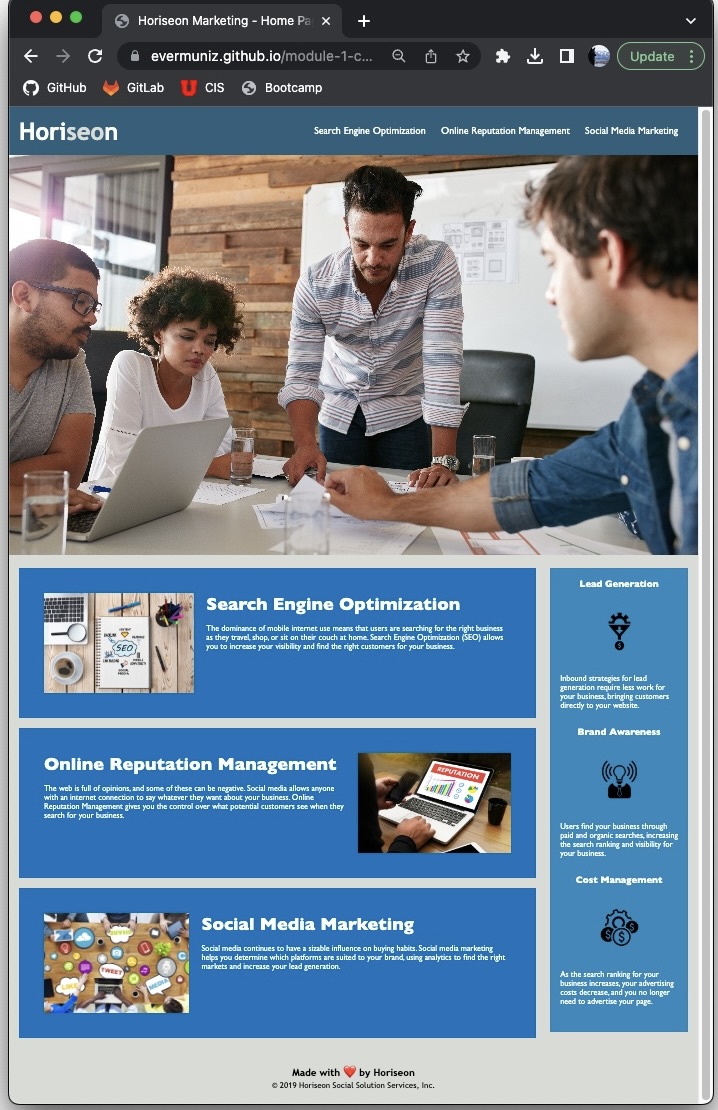 Horiseon Marketing - Home Pa
evermuniz.github.io/module-1-c...
Update
GitHub
GitLab
CIS
Bootcamp
Horiseon
Search Engine Optimization
Online Reputation Management
Social Media Marketing
SEO
Search Engine Optimization
The dominance of mobile internet use means that users are searching for the right business
as they travel, shop, or sit on their couch at home. Search Engine Optimization (SEO) allows
you to increase your visibility and find the right customers for your business.
Online Reputation Management
The web is full of opinions, and some of these can be negative. Social media allows anyone
with an internet connection to say whatever they want about your business. Online
Reputation Management gives you the control over what potential customers see when they
search for your business.
REPUTATION
TWEET
LIKE
MEDIA
Social Media Marketing
Social media continues to have a sizable influence on buying habits. Social media marketing
helps you determine which platforms are suited to your brand, using analytics to find the right
markets and increase your lead generation.
Lead Generation
Inbound strategies for lead
generation require less work for
your business, bringing customers
directly to your website.
Brand Awareness
Users find your business through
paid and organic searches, increasing
the search ranking and visibility for
your business.
Cost Management
As the search ranking for your
business increases, your advertising
costs decrease, and you no longer
need to advertise your page.
Made with ❤️ by Horiseon
© 2019 Horiseon Social Solution Services, Inc.